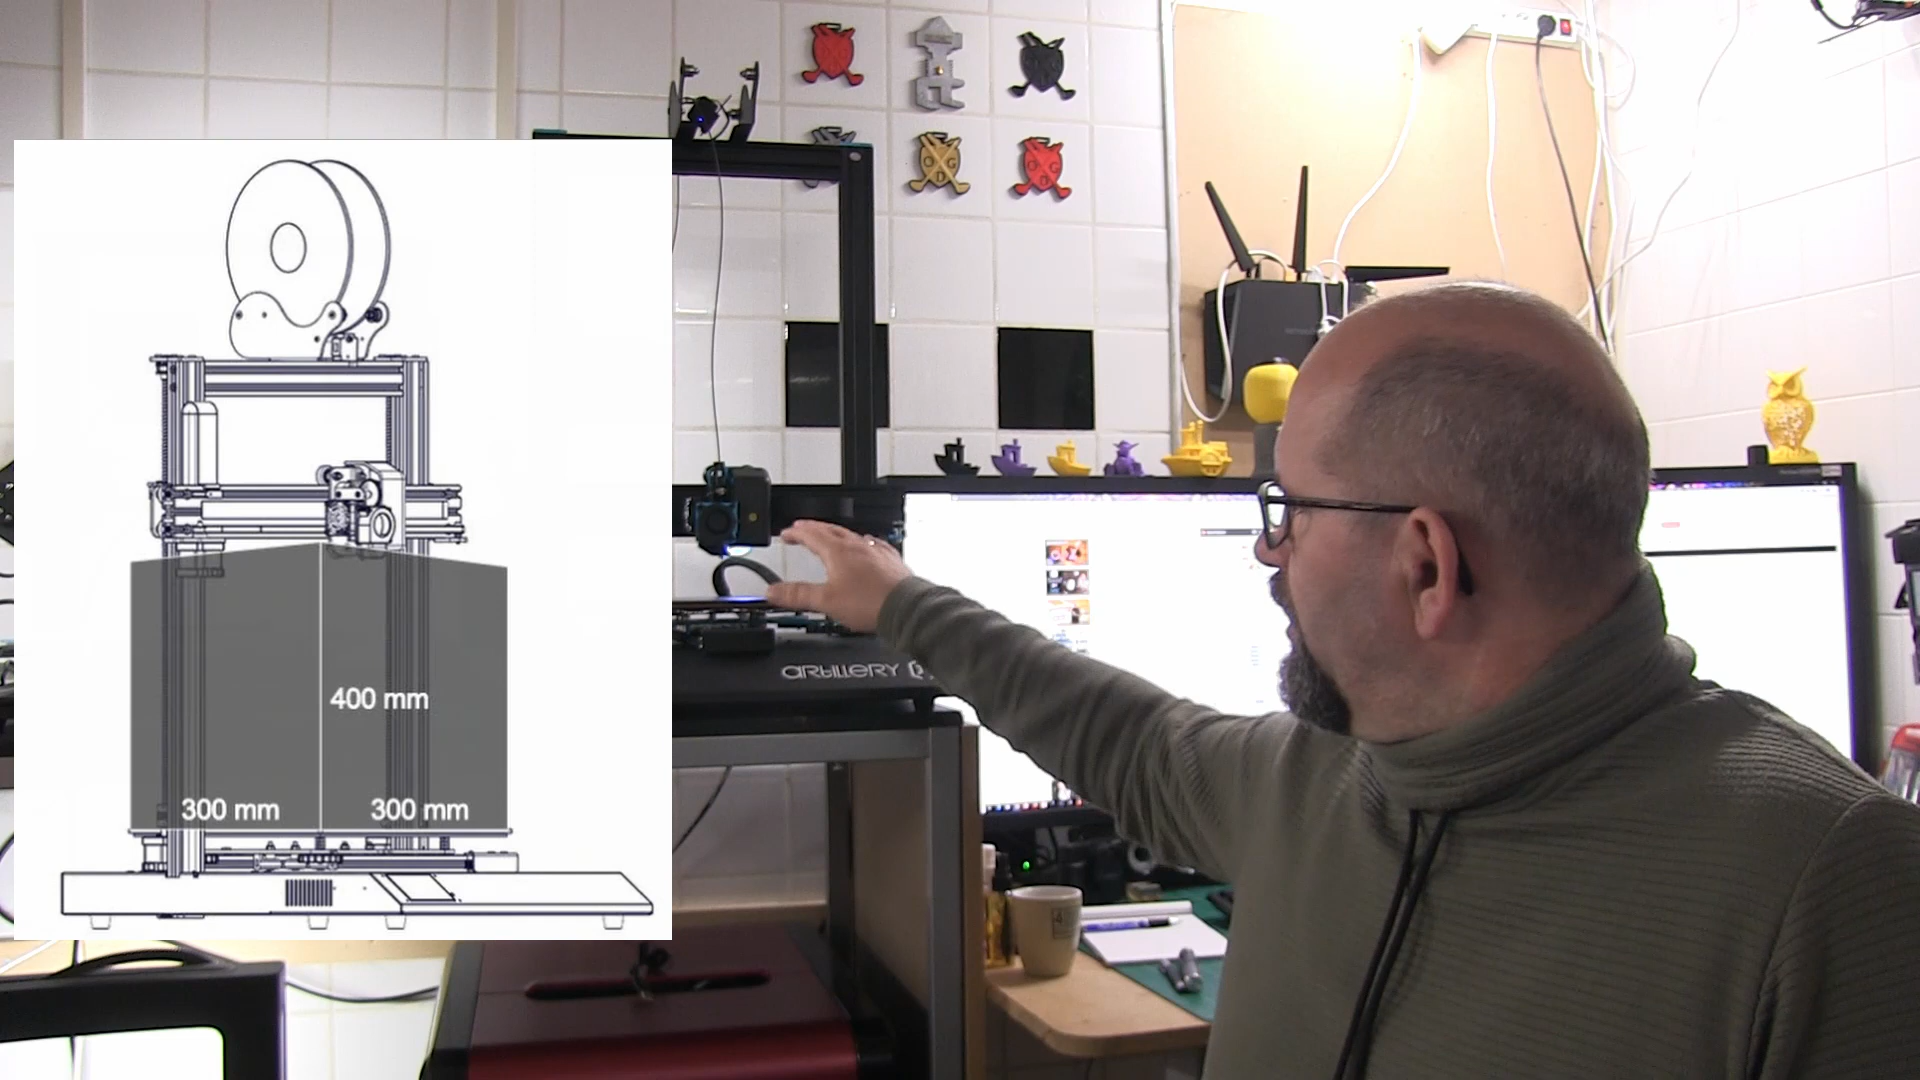 O G
D
O G
D
400 mm
300 mm 300 mm
ARTILLERY